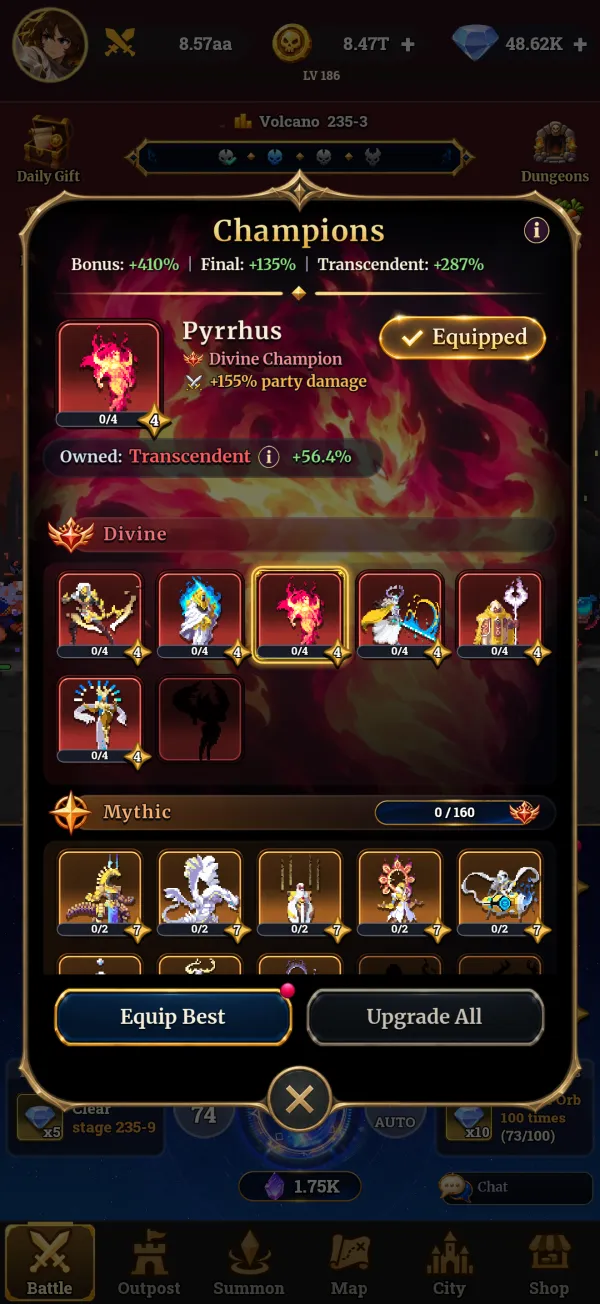 8.57aa
8.47T +
48.62K +
LV 186
Volcano 235-3
Daily Gift
Dungeons
Champions
i
Bonus: +410% | Final: +135% | Transcendent: +287%
Pyrrhus
Equipped
Divine Champion
+155% party damage
0/4 4
Owned: Transcendent i +56.4%
Divine
0/4 4 0/4 4 0/4 4 0/4 4 0/4 4
0/4 4
Mythic
0 / 160
0/2 7 0/2 7 0/2 7 0/2 7 0/2 7
Equip Best
Upgrade All
Clear
stage 235-9
x5
74
AUTO
Orb
100 times
(73/100)
x10
1.75K
Chat
Battle
Outpost
Summon
Map
City
Shop